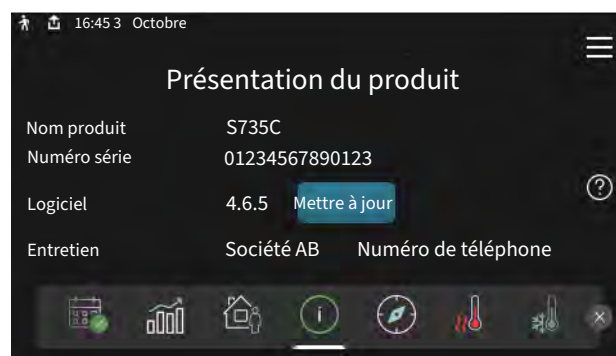 16:45 3 Octobre
Présentation du produit
Nom produit S735C
Numéro série 01234567890123
Logiciel 4.6.5 Mettre à jour
Entretien Société AB Numéro de téléphone